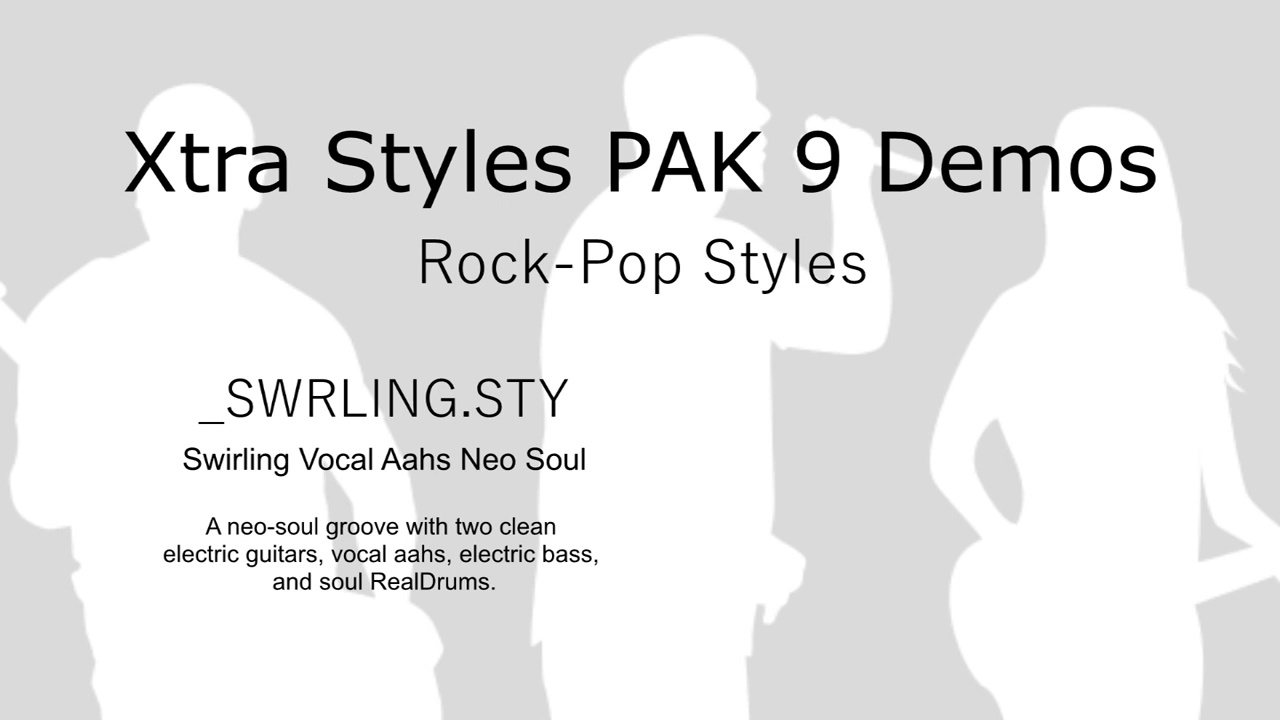 Xtra Styles PAK 9 Demos
Rock-Pop Styles
_SWRLING.STY
Swirling Vocal Aahs Neo Soul
A neo-soul groove with two clean
electric guitars, vocal aahs, electric bass,
and soul RealDrums.